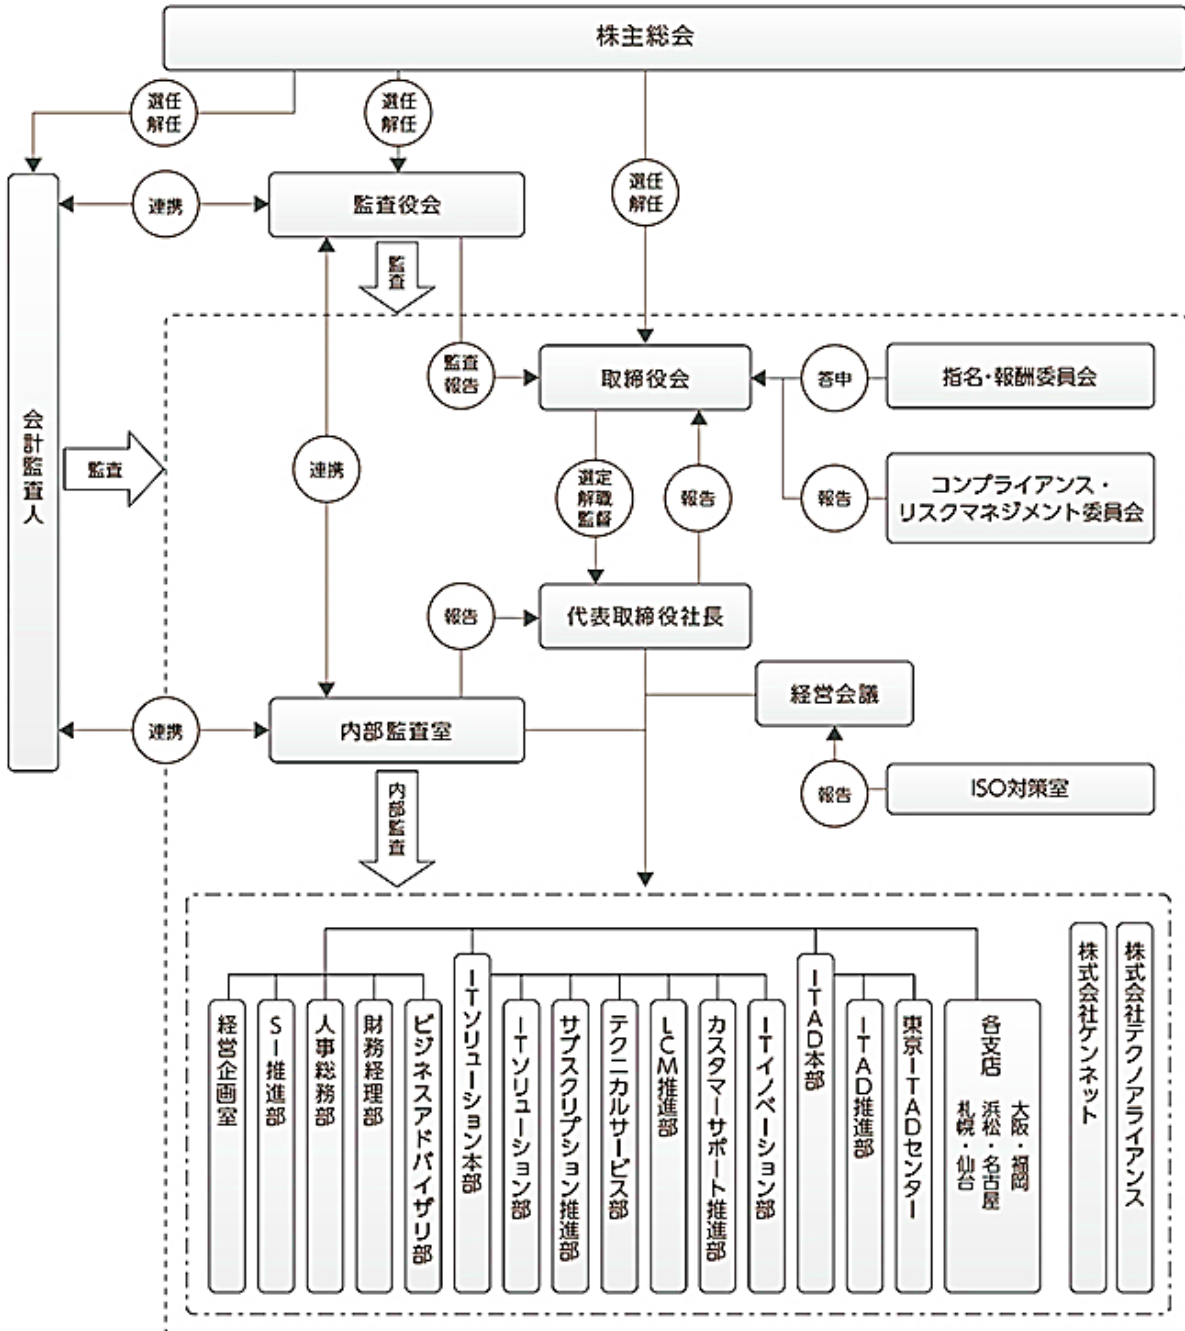 株主総会
選任
解任
選任
解任
選任
解任
連携
監査役会
監査
会計監査人
監査
監査
報告
取締役会
答申
指名・報酬委員会
連携
選定
解職
監督
報告
報告
コンプライアンス・
リスクマネジメント委員会
報告
代表取締役社長
経営会議
連携
内部監査室
報告
ISO対策室
内部監査
経営企画室
SI推進部
人事総務部
財務経理部
ビジネスアドバイザリ部
ITソリューション本部
ITソリューション部
サブスクリプション推進部
テクニカルサービス部
LCM推進部
カスタマーサポート推進部
ITイノベーション部
ITAD本部
ITAD推進部
東京ITADセンター
各支店
札幌・仙台
浜松・名古屋
大阪・福岡
株式会社ケンネット
株式会社テクノアライアンス